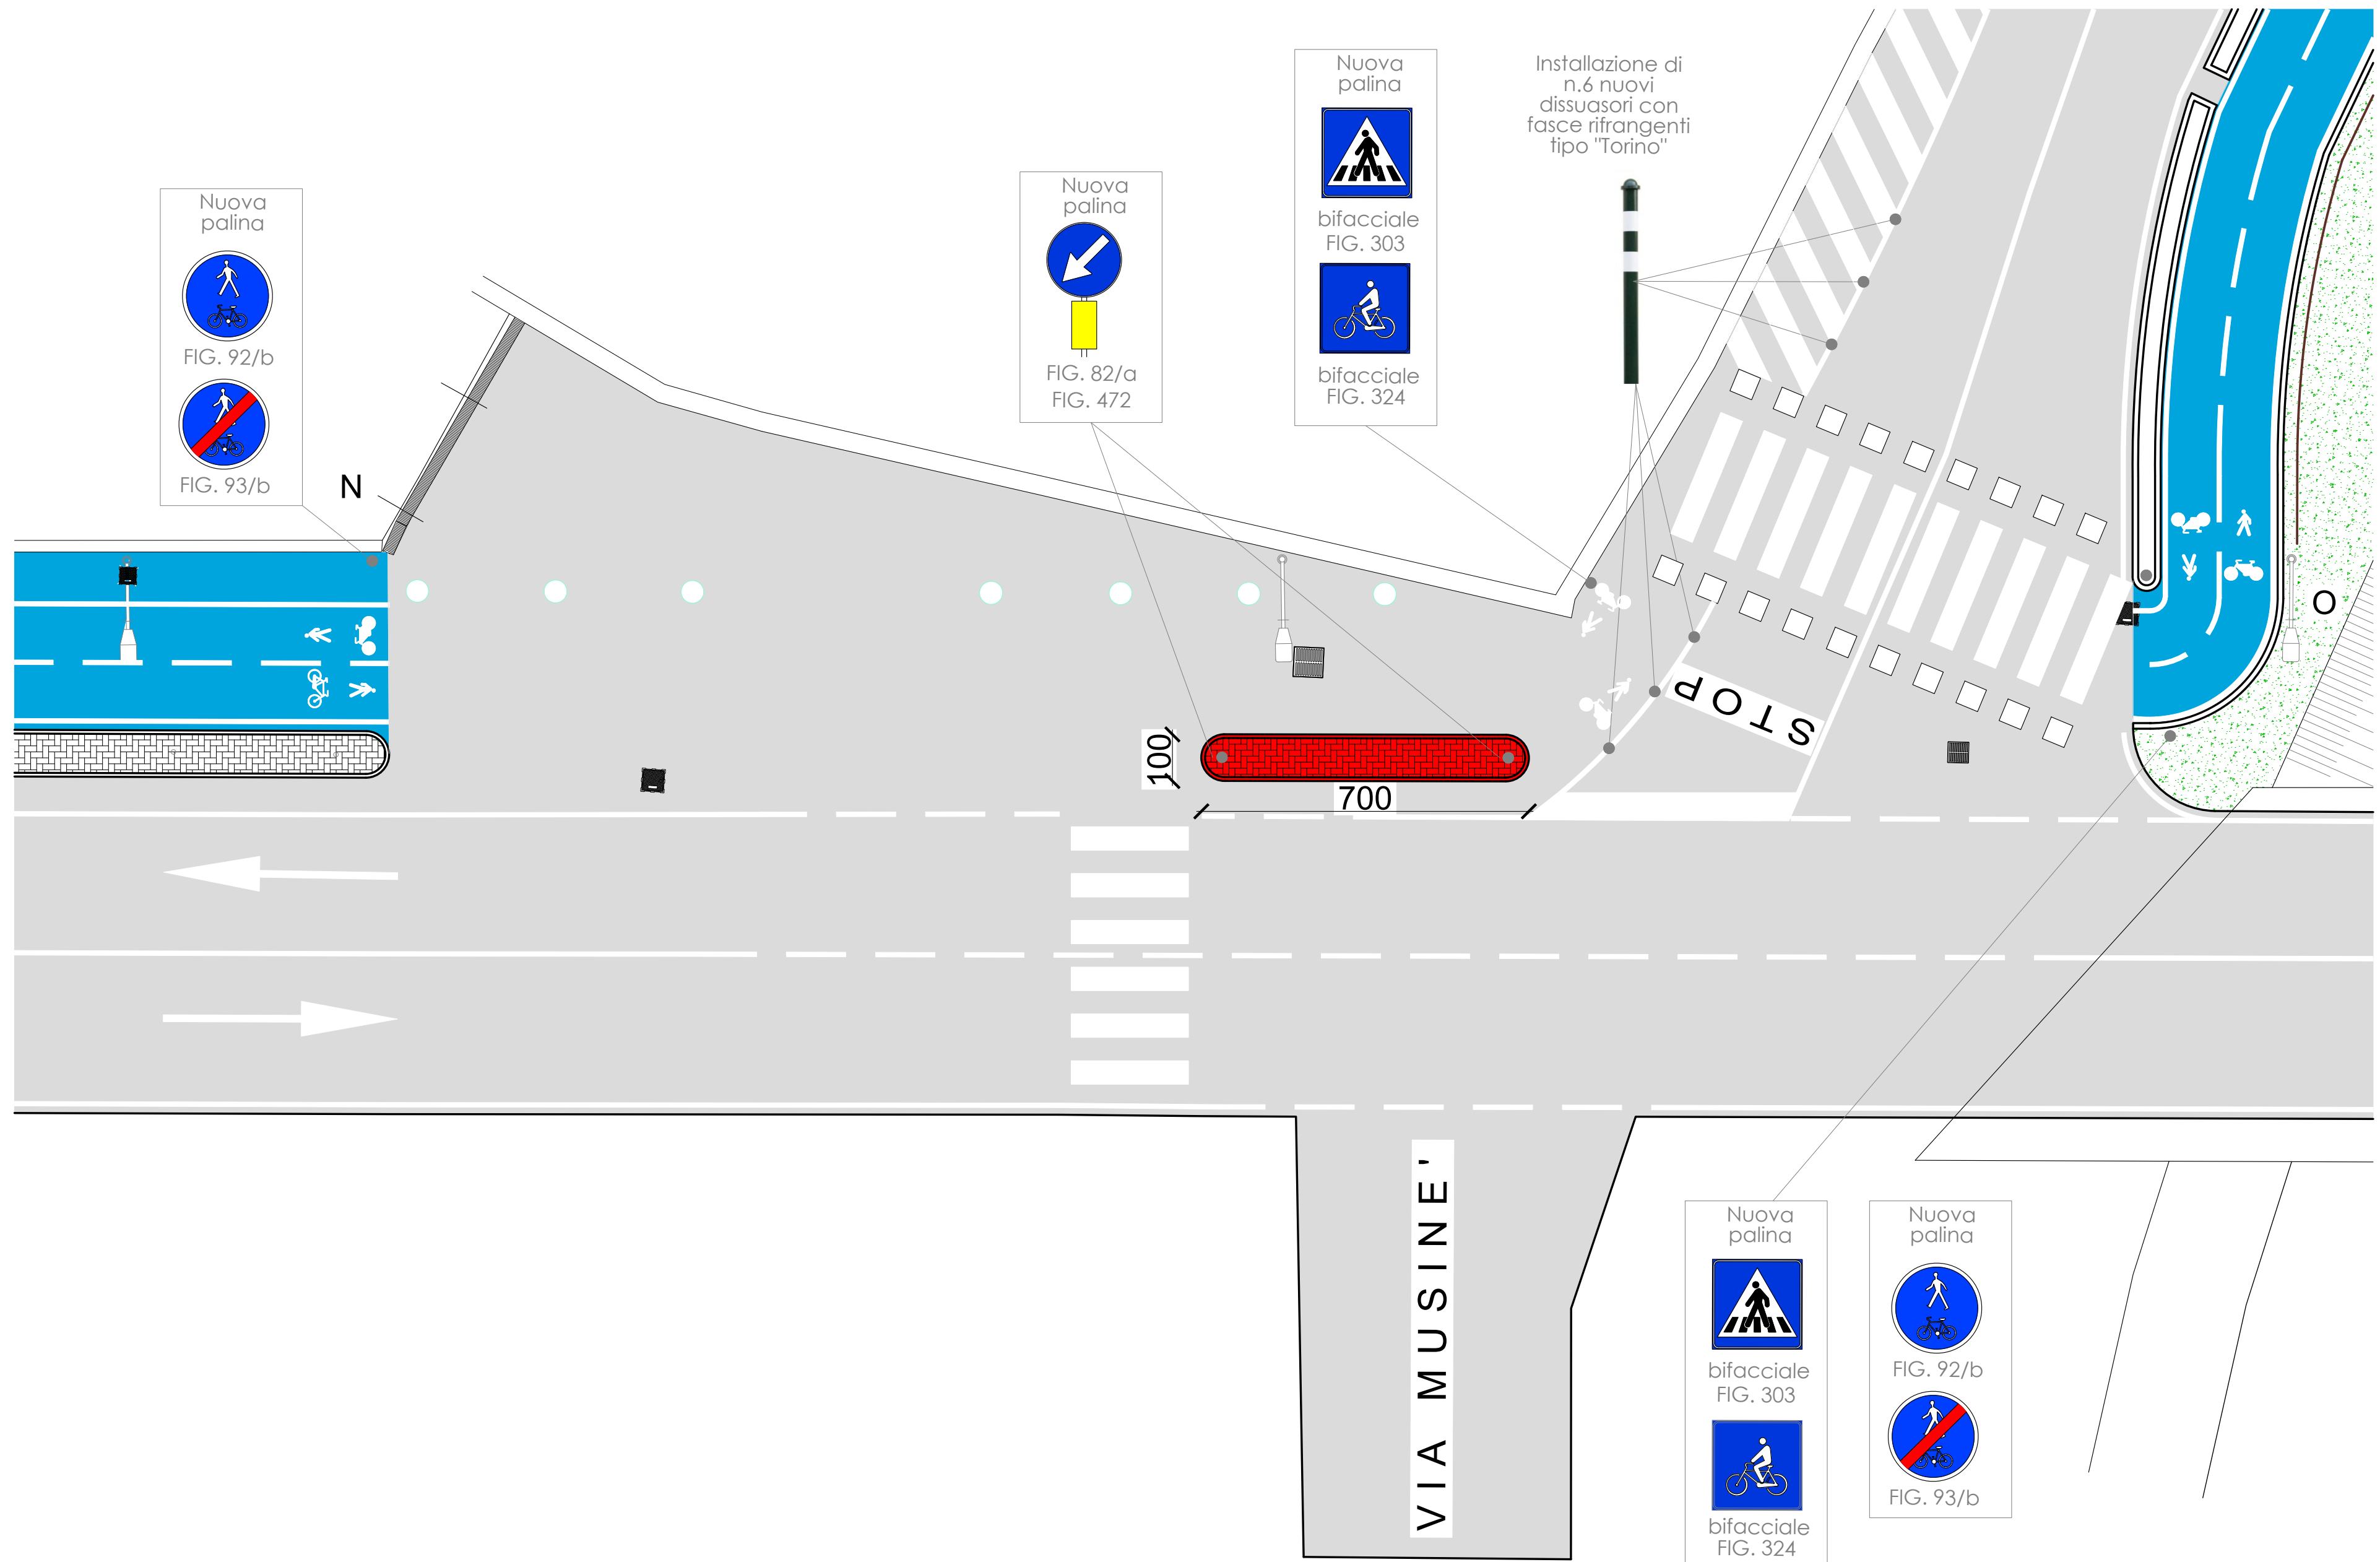 Nuova
palina
FIG. 92/b
FIG. 93/b
N
Nuova
palina
FIG. 82/a
FIG. 472
Nuova
palina
bifacciale
FIG. 303
bifacciale
FIG. 324
Installazione di
n.6 nuovi
dissuasori con
fasce rifrangenti
tipo "Torino"
O
STOP
100
700
VIA MUSINE'
Nuova
palina
bifacciale
FIG. 303
bifacciale
FIG. 324
Nuova
palina
FIG. 92/b
FIG. 93/b